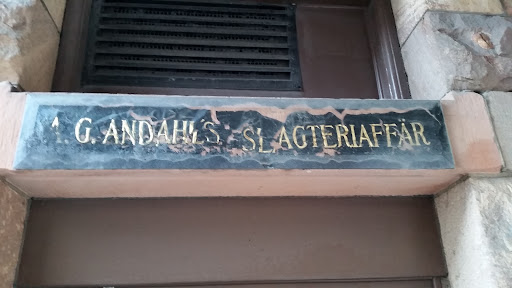 G. ANDAHLS SLAGTERIAFFÄR